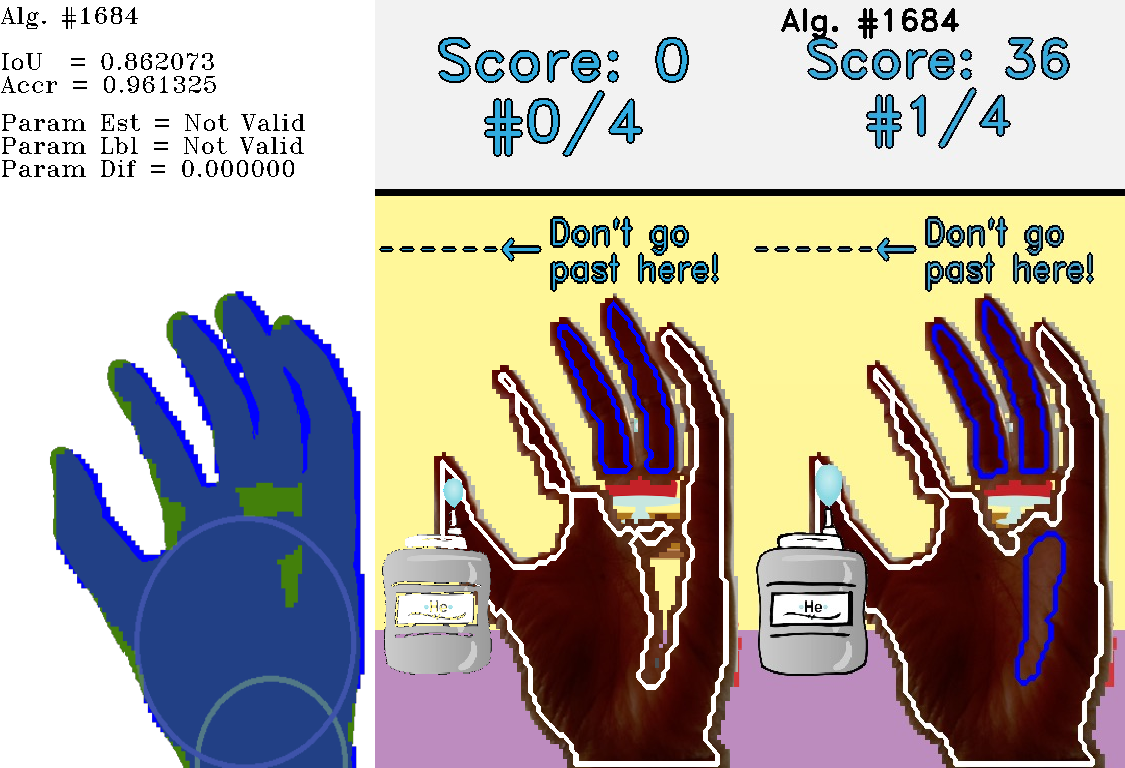 Alg. #1684
IoU = 0.862073
Accr = 0.961325
Param Est = Not Valid
Param Lbl = Not Valid
Param Dif = 0.000000
Score: 0
#0/4
Don't go
past here!
He
Alg. #1684
Score: 36
#1/4
Don't go
past here!
He